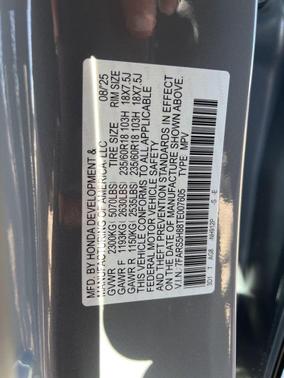 MFD. BY HONDA DEVELOPMENT & 08/25
MANUFACTURING OF AMERICA, LLC
TIRE SIZE RIM SIZE
GVWR 2300KG( 5070LBS)
GAWR F 1193KG( 2630LBS) 235/60R18 103H 18X7.5J
GAWR R 1150KG( 2535LBS) 235/60R18 103H 18X7.5J
THIS VEHICLE CONFORMS TO ALL APPLICABLE
FEDERAL MOTOR VEHICLE SAFETY
AND THEFT PREVENTION STANDARDS IN EFFECT
ON THE DATE OF MANUFACTURE SHOWN ABOVE.
V.I.N. TYPE MPV